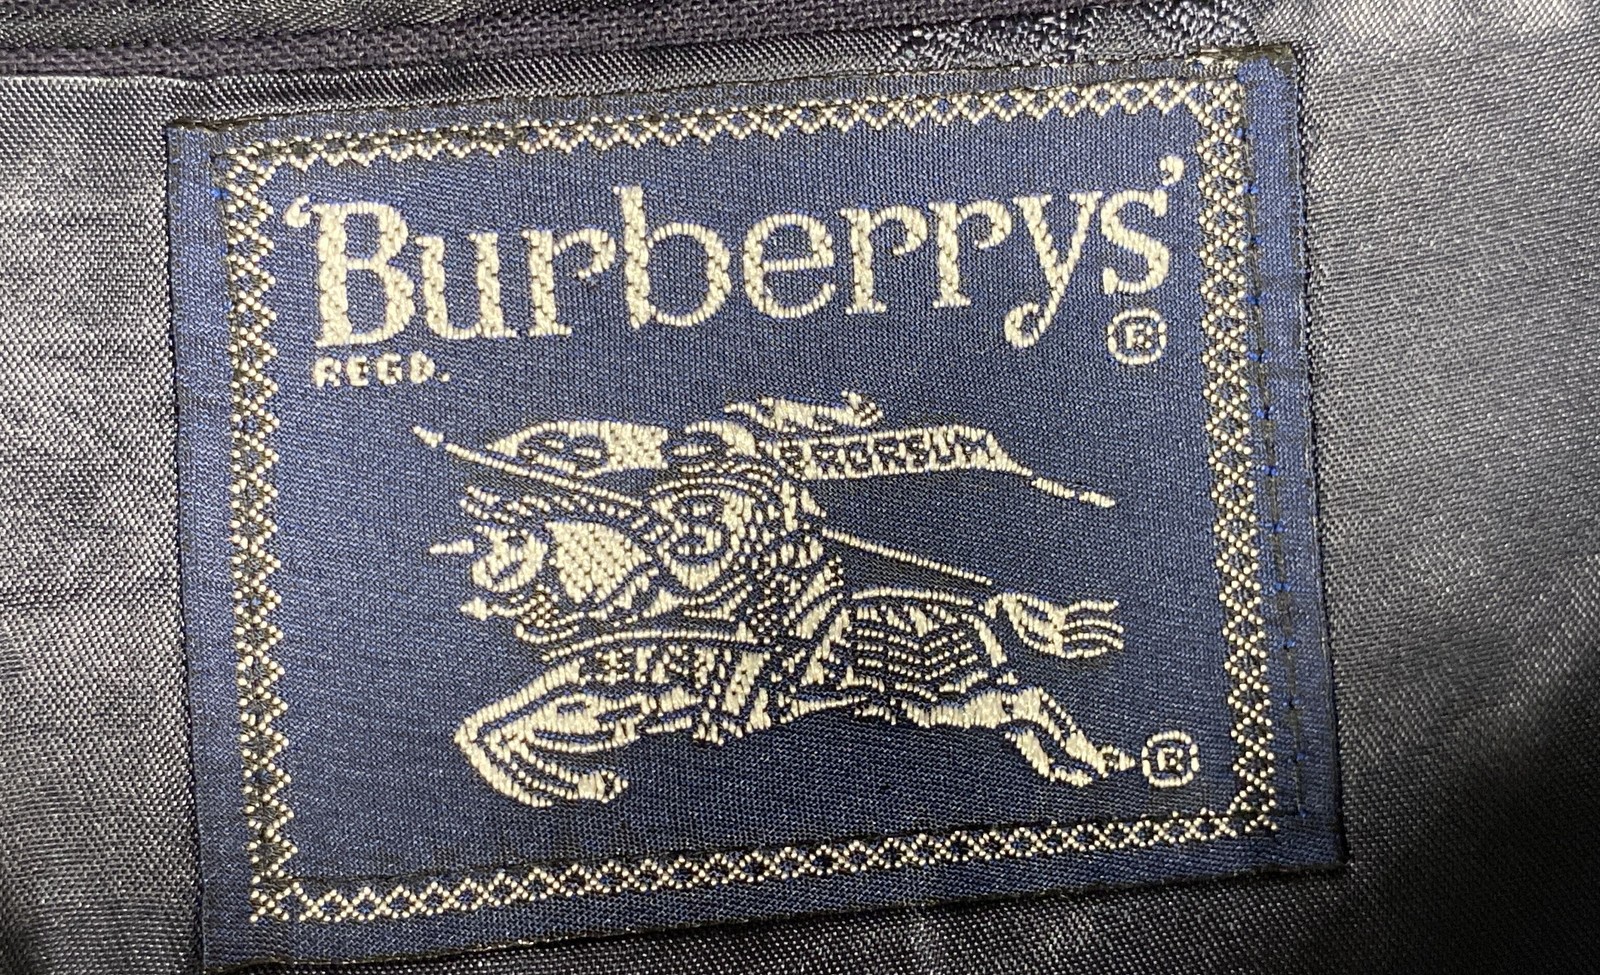 'Burberrys'
REGD. ®
PRORSUM
B
®